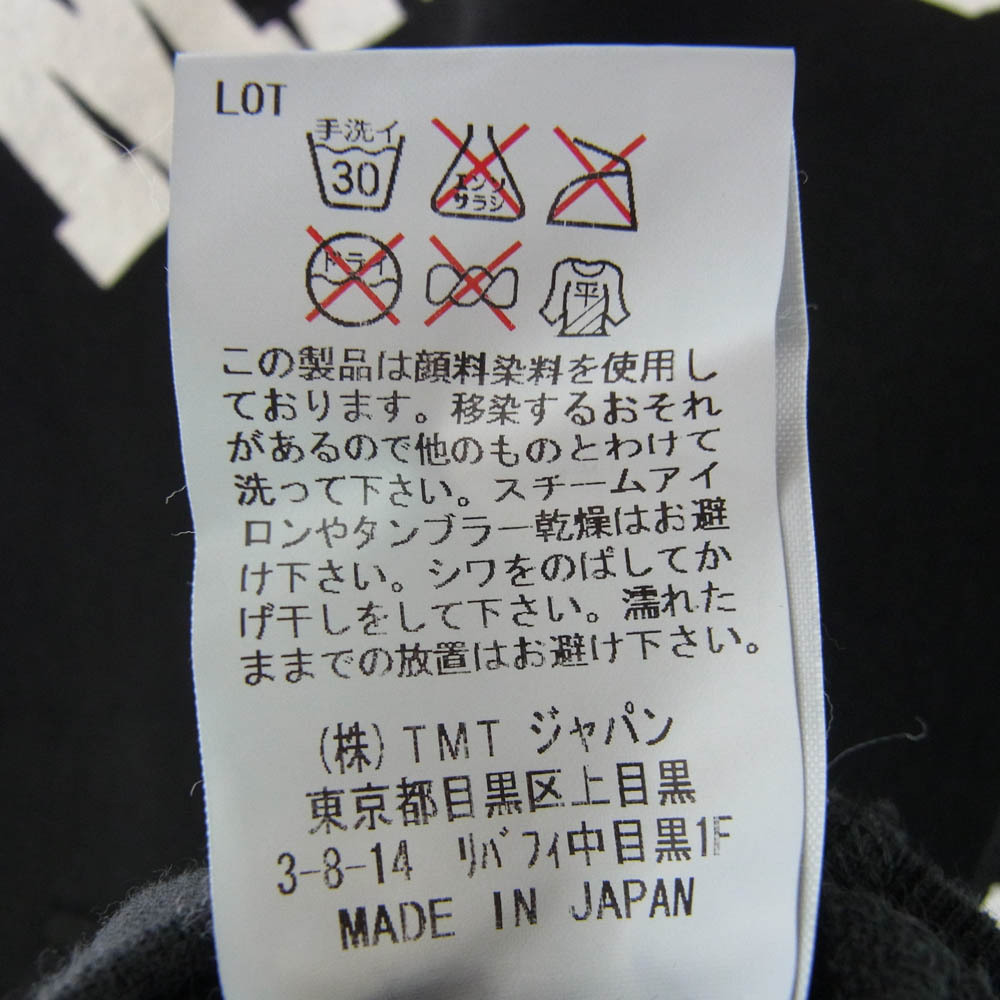 LOT
手洗イ
30
エンソ
サラシ
ドライ
平
この製品は顔料染料を使用し
ております。移染するおそれ
があるので他のものとわけて
洗って下さい。スチームアイ
ロンやタンブラー乾燥はお避
け下さい。シワをのばしてか
げ干しをして下さい。濡れた
ままでの放置はお避け下さい。
(株)TMT ジャパン
東京都目黒区上目黒
3-8-14 リバフィ中目黒1F
MADE IN JAPAN